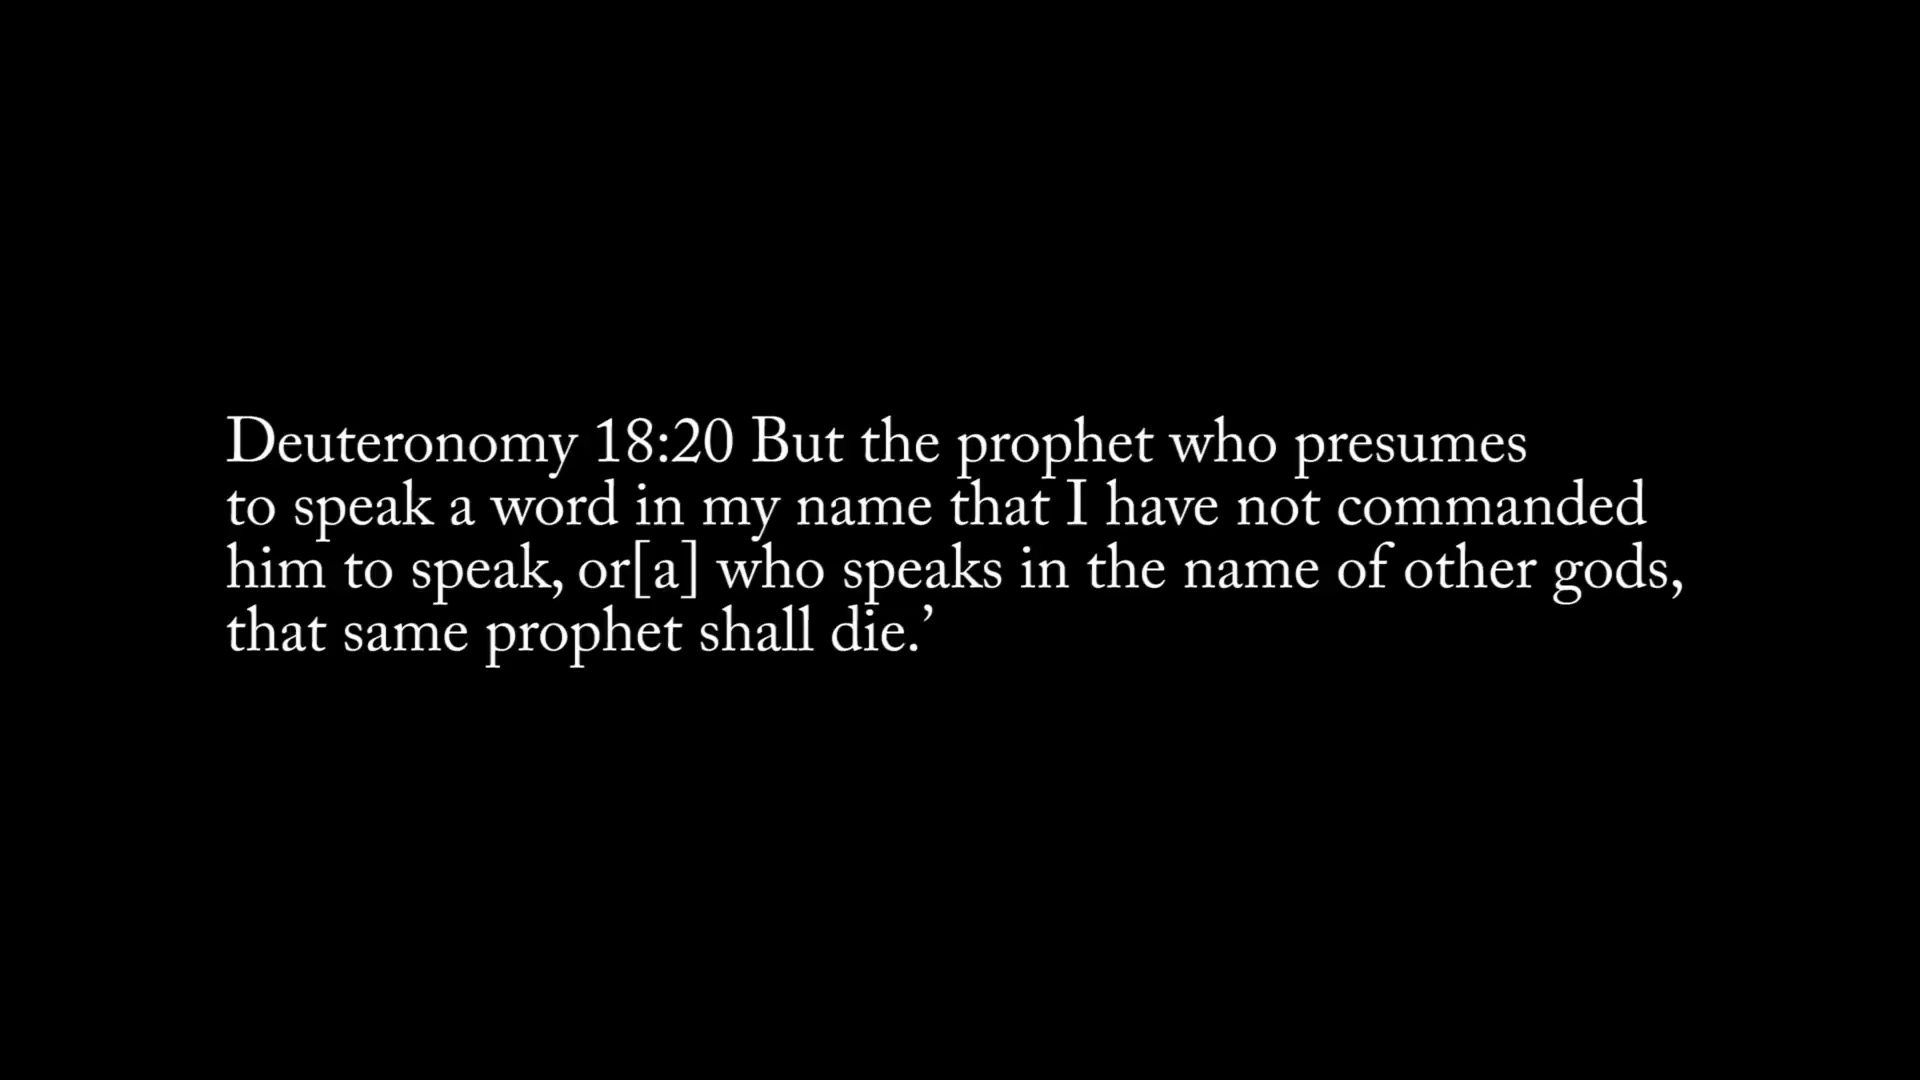 Deuteronomy 18:20 But the prophet who presumes
to speak a word in my name that I have not commanded
him to speak, or[a] who speaks in the name of other gods,
that same prophet shall die.’